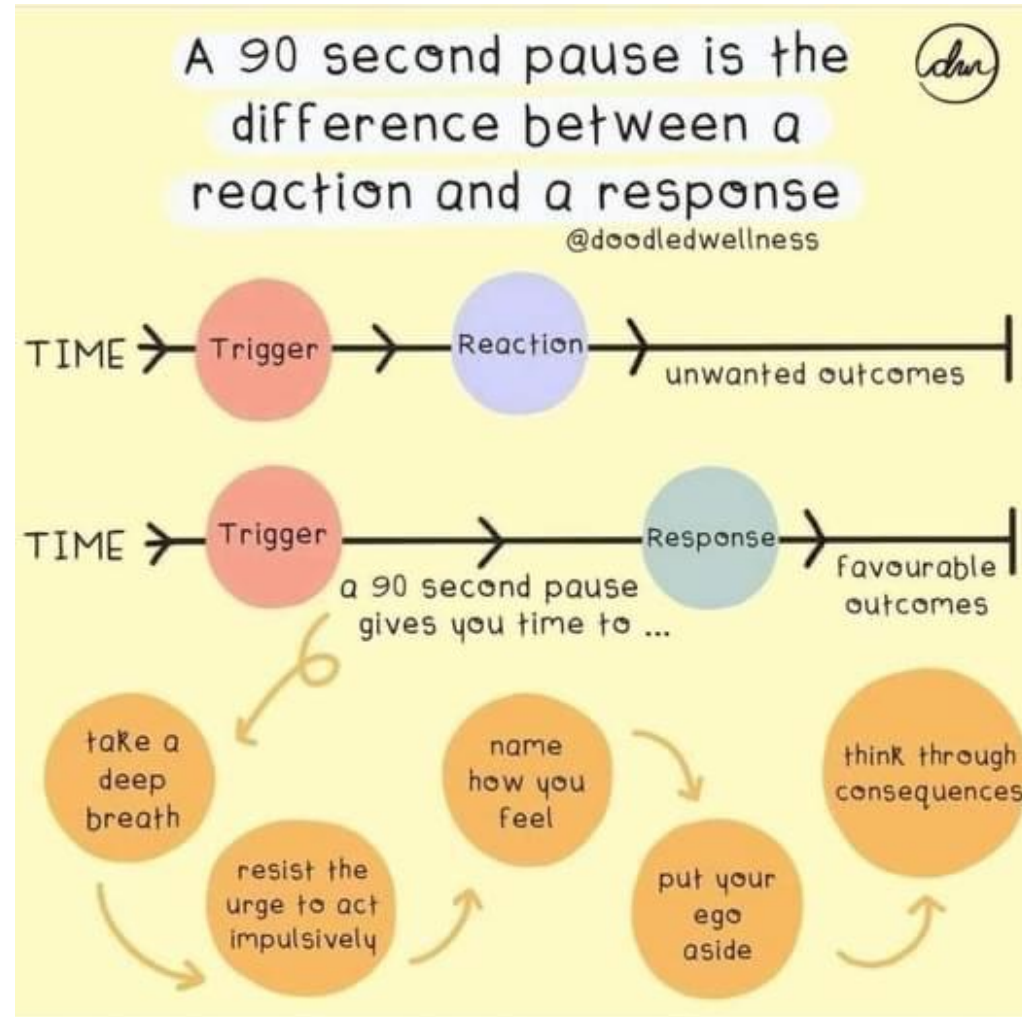 A 90 second pause is the
difference between a
reaction and a response
@doodledwellness
TIME
Trigger
Reaction
unwanted outcomes
TIME
Trigger
Response
a 90 second pause
gives you time to ...
favourable
outcomes
take a
deep
breath
resist the
urge to act
impulsively
name
how you
feel
put your
ego
aside
think through
consequences